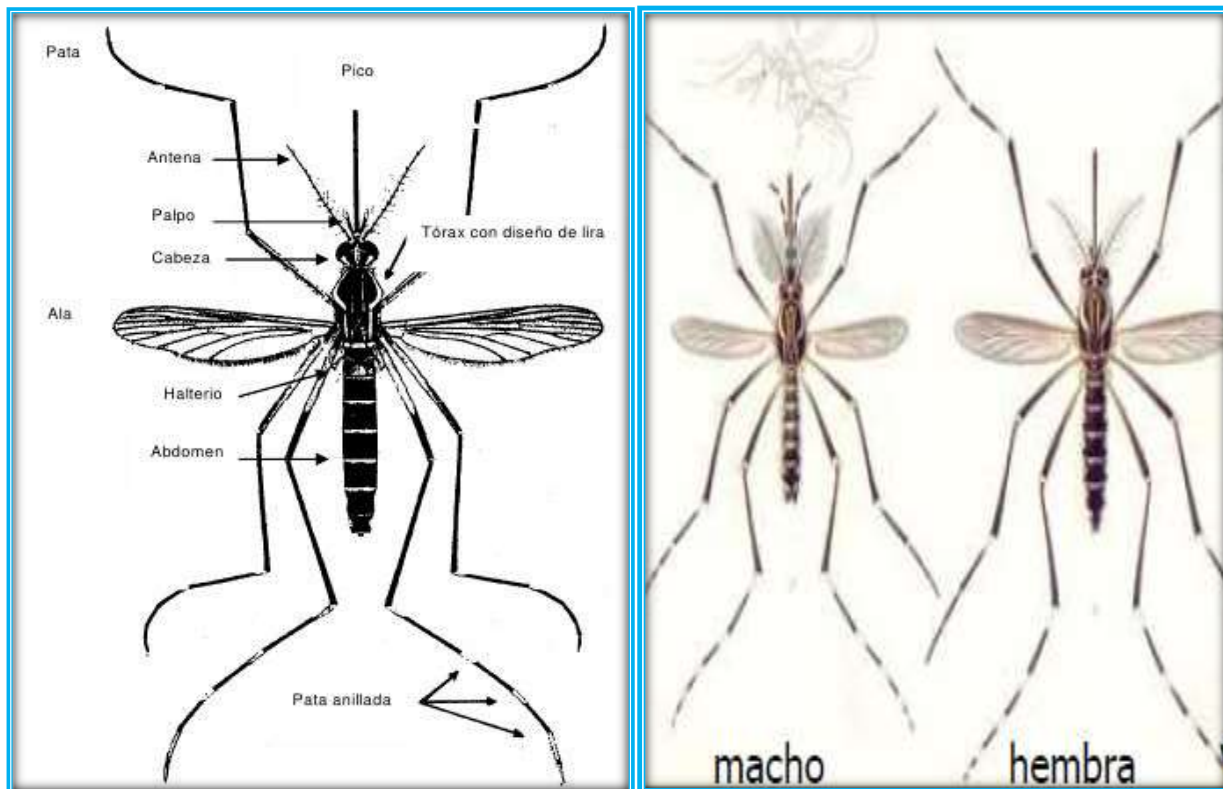 Pata
Pico
Antena
Palpo
Tórax con diseño de lira
Cabeza
Ala
Halterio
Abdomen
Pata anillada
macho
hembra